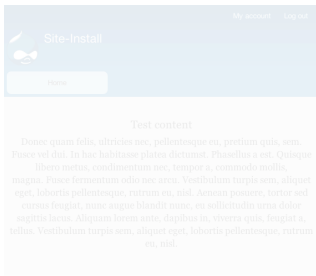 My account Log out
Site-Install
Home
Test content
Donec quam felis, ultricies nec, pellentesque eu, pretium quis, sem.
Fusce vel dui. In hac habitasse platea dictumst. Phasellus a est. Quisque
libero metus, condimentum nec, tempor a, commodo mollis,
magna. Fusce fermentum odio nec arcu. Vestibulum turpis sem, aliquet
eget, lobortis pellentesque, rutrum eu, nisl. Aenean posuere, tortor sed
cursus feugiat, nunc augue blandit nunc, eu sollicitudin urna dolor
sagittis lacus. Aliquam lorem ante, dapibus in, viverra quis, feugiat a,
tellus. Vestibulum turpis sem, aliquet eget, lobortis pellentesque, rutrum
eu, nisl.